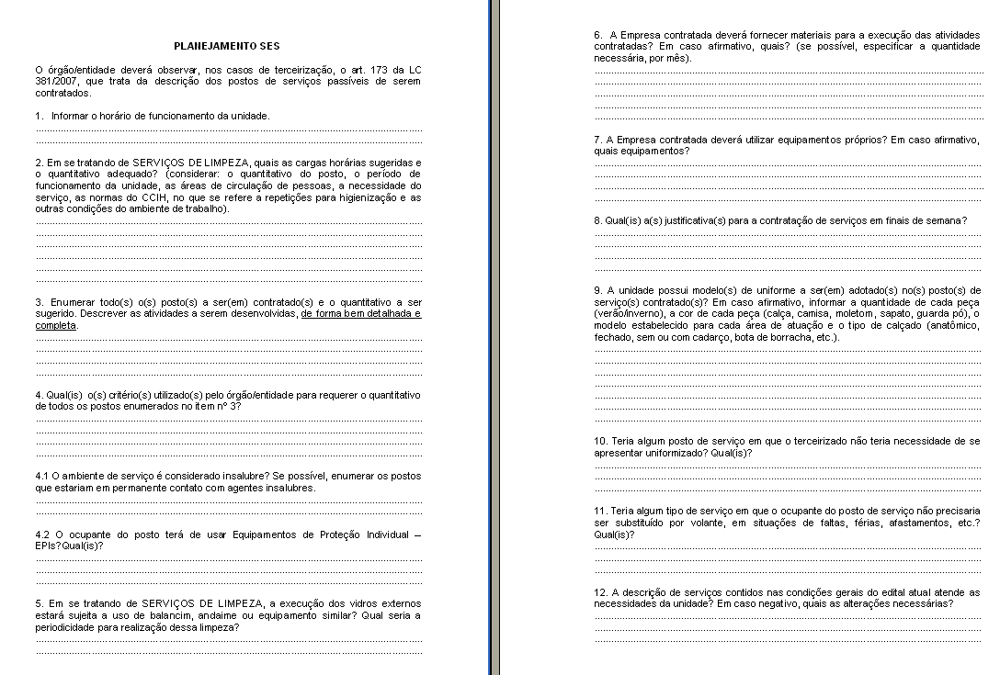 PLANEJAMENTO SES
O órgão/entidade deverá observar, nos casos de terceirização, o art. 173 da LC
381/2007, que trata da descrição dos postos de serviços passíveis de serem
contratados.
1. Informar o horário de funcionamento da unidade.
2. Em se tratando de SERVIÇOS DE LIMPEZA, quais as cargas horárias sugeridas e
o quantitativo adequado? (considerar: o quantitativo do posto, o período de
funcionamento da unidade, as áreas de circulação de pessoas, a necessidade do
serviço, as normas do CCIH, no que se refere a repetições para higienização e as
outras condições do ambiente de trabalho).
3. Enumerar todo(s) o(s) posto(s) a ser(em) contratado(s) e o quantitativo a ser
sugerido. Descrever as atividades a serem desenvolvidas, de forma bem detalhada e
completa.
4. Qual(is) o(s) critério(s) utilizado(s) pelo órgão/entidade para requerer o quantitativo
de todos os postos enumerados no item nº 3?
4.1 O ambiente de serviço é considerado insalubre? Se possível, enumerar os postos
que estariam em permanente contato com agentes insalubres.
4.2 O ocupante do posto terá de usar Equipamentos de Proteção Individual –
EPIs?Qual(is)?
5. Em se tratando de SERVIÇOS DE LIMPEZA, a execução dos vidros externos
estará sujeita a uso de balancim, andaime ou equipamento similar? Qual seria a
periodicidade para realização dessa limpeza?
6. A Empresa contratada deverá fornecer materiais para a execução das atividades
contratadas? Em caso afirmativo, quais? (se possível, especificar a quantidade
necessária, por mês).
7. A Empresa contratada deverá utilizar equipamentos próprios? Em caso afirmativo,
quais equipamentos?
8. Qual(is) a(s) justificativa(s) para a contratação de serviços em finais de semana?
9. A unidade possui modelo(s) de uniforme a ser(em) adotado(s) no(s) posto(s) de
serviço(s) contratado(s)? Em caso afirmativo, informar a quantidade de cada peça
(verão/inverno), a cor de cada peça (calça, camisa, moletom, sapato, guarda pó), o
modelo estabelecido para cada área de atuação e o tipo de calçado (anatômico,
fechado, sem ou com cadarço, bota de borracha, etc.).
10. Teria algum posto de serviço em que o terceirizado não teria necessidade de se
apresentar uniformizado? Qual(is)?
11. Teria algum tipo de serviço em que o ocupante do posto de serviço não precisaria
ser substituído por volante, em situações de faltas, férias, afastamentos, etc.?
Qual(is)?
12. A descrição de serviços contidos nas condições gerais do edital atual atende as
necessidades da unidade? Em caso negativo, quais as alterações necessárias?